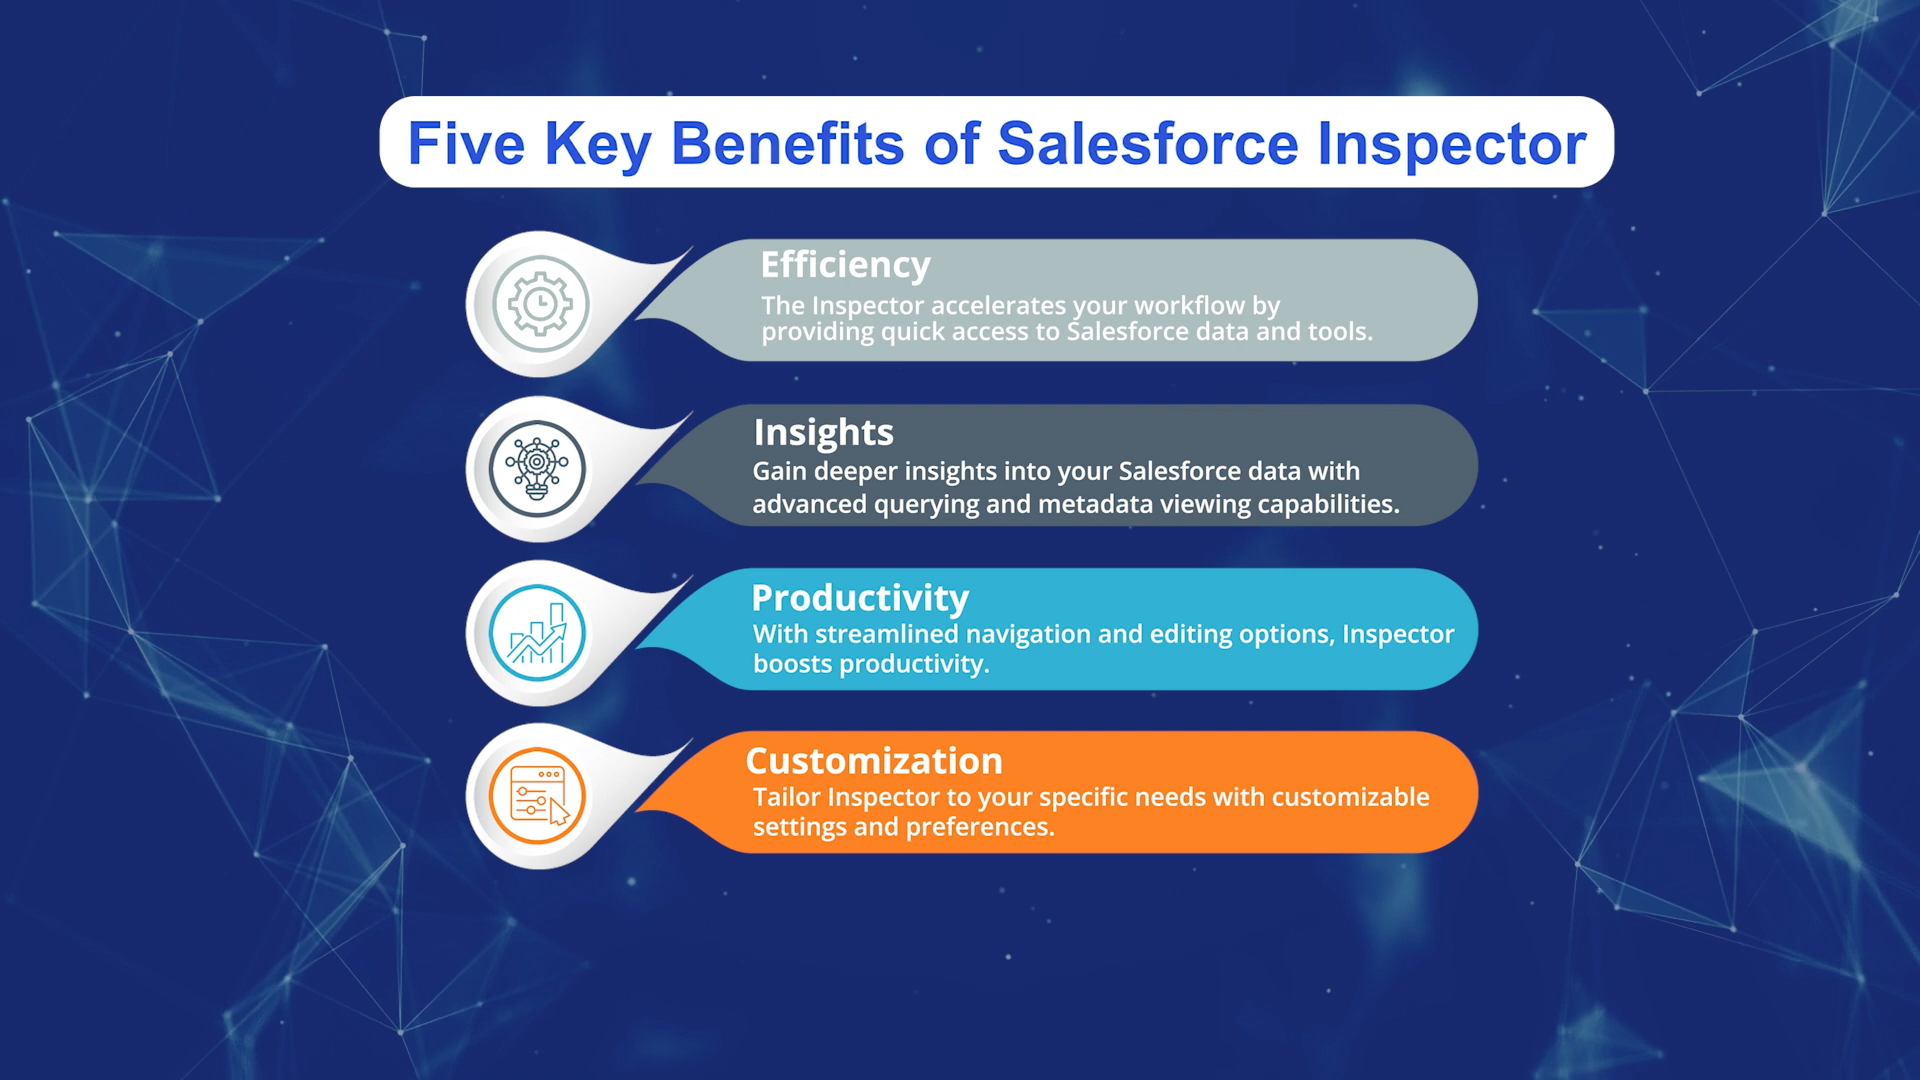 Five Key Benefits of Salesforce Inspector
Efficiency
The Inspector accelerates your workflow by
providing quick access to Salesforce data and tools.
Insights
Gain deeper insights into your Salesforce data with
advanced querying and metadata viewing capabilities.
Productivity
With streamlined navigation and editing options, Inspector
boosts productivity.
Customization
Tailor Inspector to your specific needs with customizable
settings and preferences.